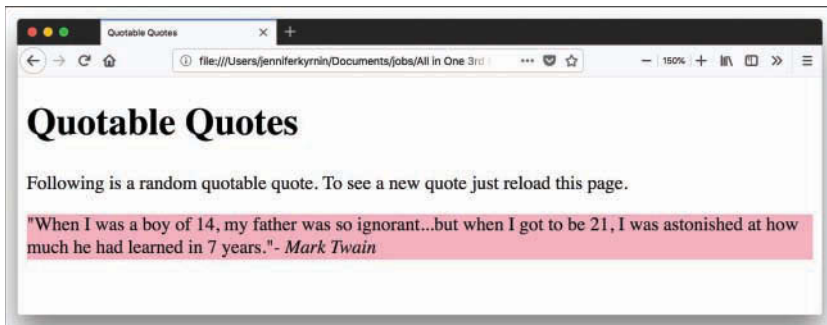 Quotable Quotes
file:///Users/jenniferkyrnin/Documents/jobs/All in One 3rd
150%
Quotable Quotes
Following is a random quotable quote. To see a new quote just reload this page.
"When I was a boy of 14, my father was so ignorant...but when I got to be 21, I was astonished at how
much he had learned in 7 years."- Mark Twain